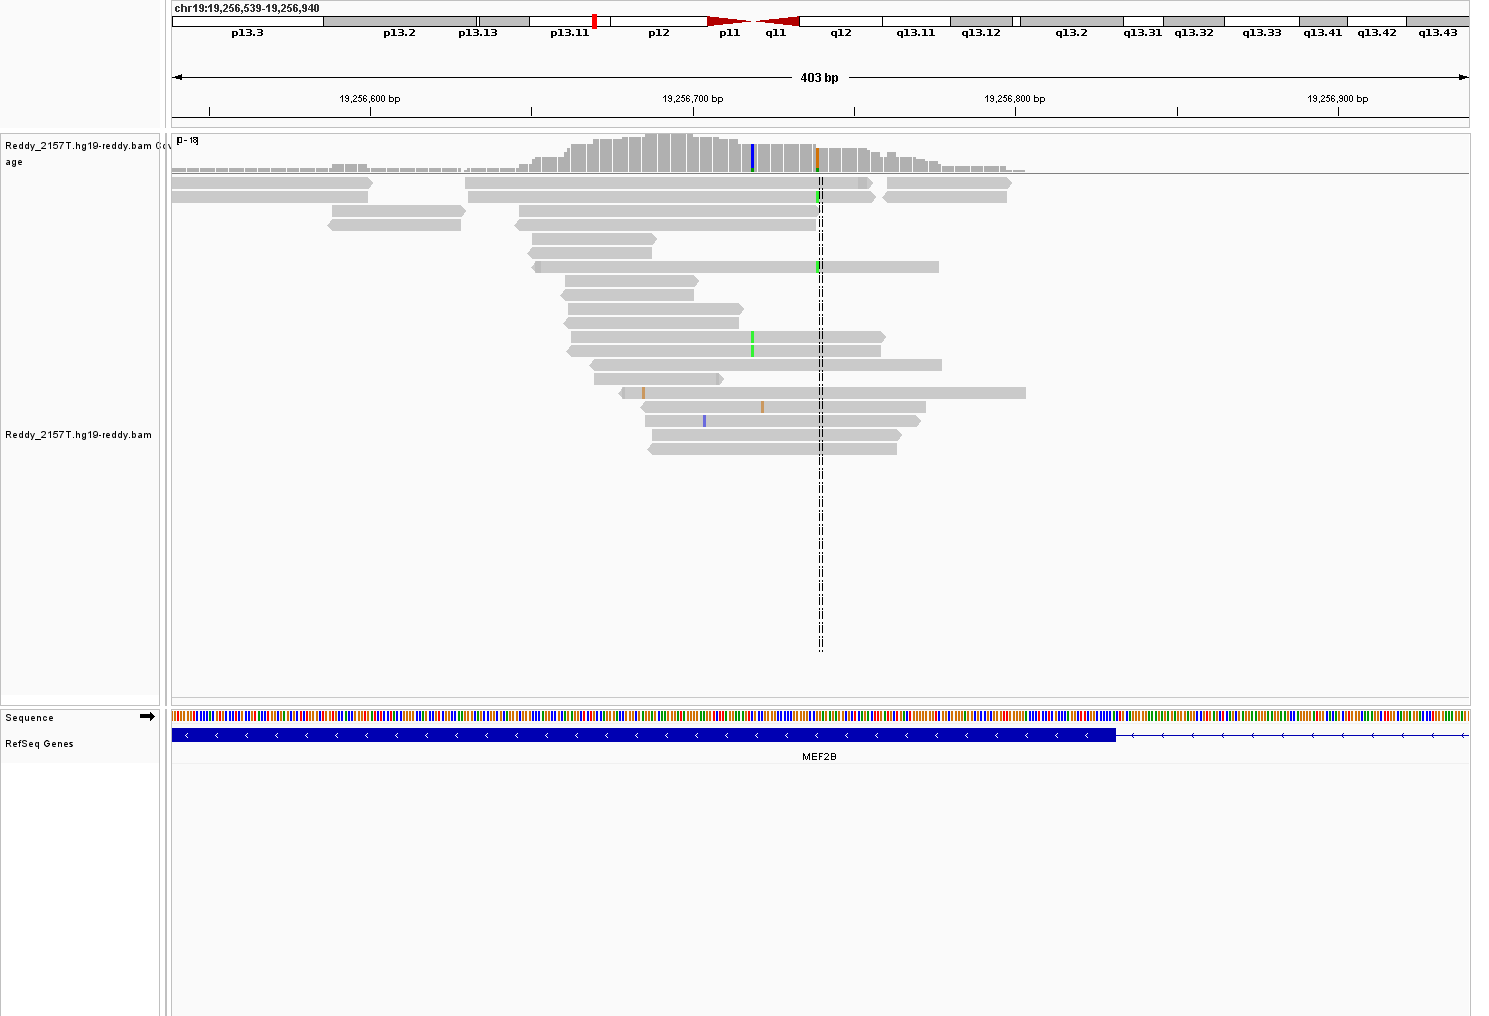 chr19:19,256,539-19,256,940
p13.3 p13.2 p13.13 p13.11 p12 p11 q11 q12 q13.11 q13.12 q13.2 q13.31 q13.32 q13.33 q13.41 q13.42 q13.43
403 bp
19,256,600 bp 19,256,700 bp 19,256,800 bp 19,256,900 bp
Reddy_2157T.hg19-reddy.bam Cov
age
[0 - 18]
Reddy_2157T.hg19-reddy.bam
Sequence
RefSeq Genes
MEF2B